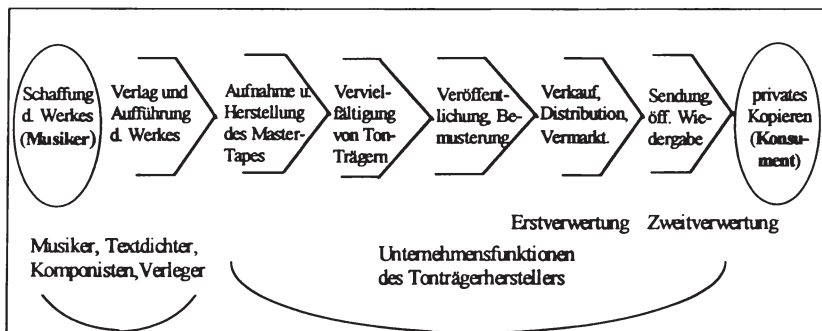 Schaffung
d. Werkes
(Musiker)
Verlag und
Aufführung
d. Werkes
Aufnahme u.
Herstellung
des Master-
Tapes
Verviel-
fältigung
von Ton-
Trägern
Veröffent-
lichung, Be-
musterung
Verkauf,
Distribution,
Vermarkt.
Sendung,
öff. Wie-
dergabe
privates
Kopieren
(Konsu-
ment)
Erstverwertung Zweitverwertung
Musiker, Textdichter,
Komponisten, Verleger
Unternehmensfunktionen
des Tonträgerherstellers